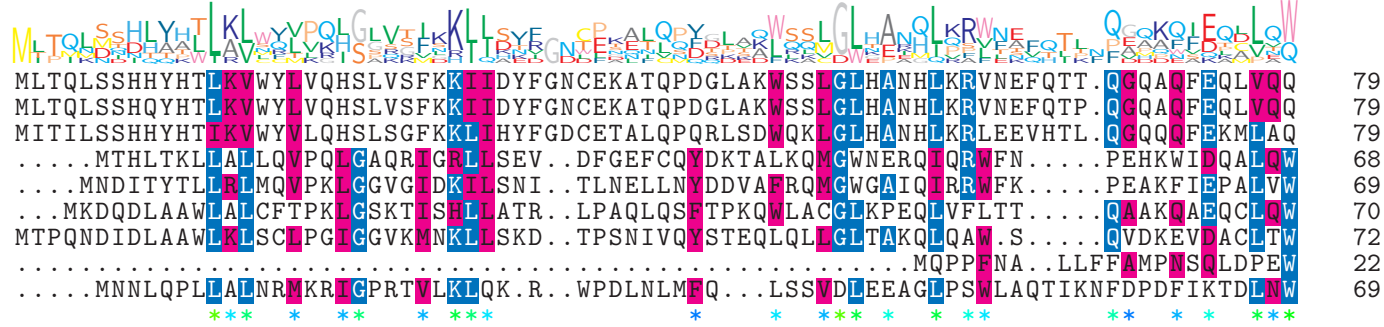 MLTQLSSHHYHTLKVWYLVQHSLVSFKKIIDYFGNCEKATQPDGLAKWSSLGLHANHLKRVNEFQTT.QGQAQFEQLVQQ 79
MLTQLSSHQYHTLKVWYLVQHSLVSFKKIIDYFGNCEKATQPDGLAKWSSLGLHANHLKRVNEFQTP.QGQAQFEQLVQQ 79
MITILSSHHYHTIKVWYVLQHSLSGFKKLIHYFGDCETALQPQRLSDWQKLGLHANHLKRLEEVHTL.QGQQQFEKMLAQ 79
.....MTHLTKLLALLQVPQLGAQRIGRLLSEV..DFGEFCQYDKTALKQMGWNERQIQRWFN.....PEHKWIDQALQW 68
....MNDITYTLLRLMQVPKLGGVGIDKILSNI..TLNELLNYDDVAFRQMGWGAIQIRRWFK.....PEAKFIEPALVW 69
...MKDQDLAAWLALCFTPKLGSKTISHLLATR..LPAQLQSFTPKQWLACGLKPEQLVFLTT.....QAAKQAEQCLQW 70
MTPQNDIDLAAWLKLSCLPGIGGVKMNKLLSKD..TPSNIVQYSTEQLQLLGLTAKQLQAW.S.....QVDKEVDACLTW 72
........................................................MQPPFNA..LLFFAMPNSQLDPEW 22
.....MNNLQPLLALNRMKRIGPRTVLKLQK.R..WPDLNLMFQ...LSSVDLEEAGLPSWLAQTIKNFDPDFIKTDLNW 69
*** * ** * *** * * *** * * ** ** * * ***